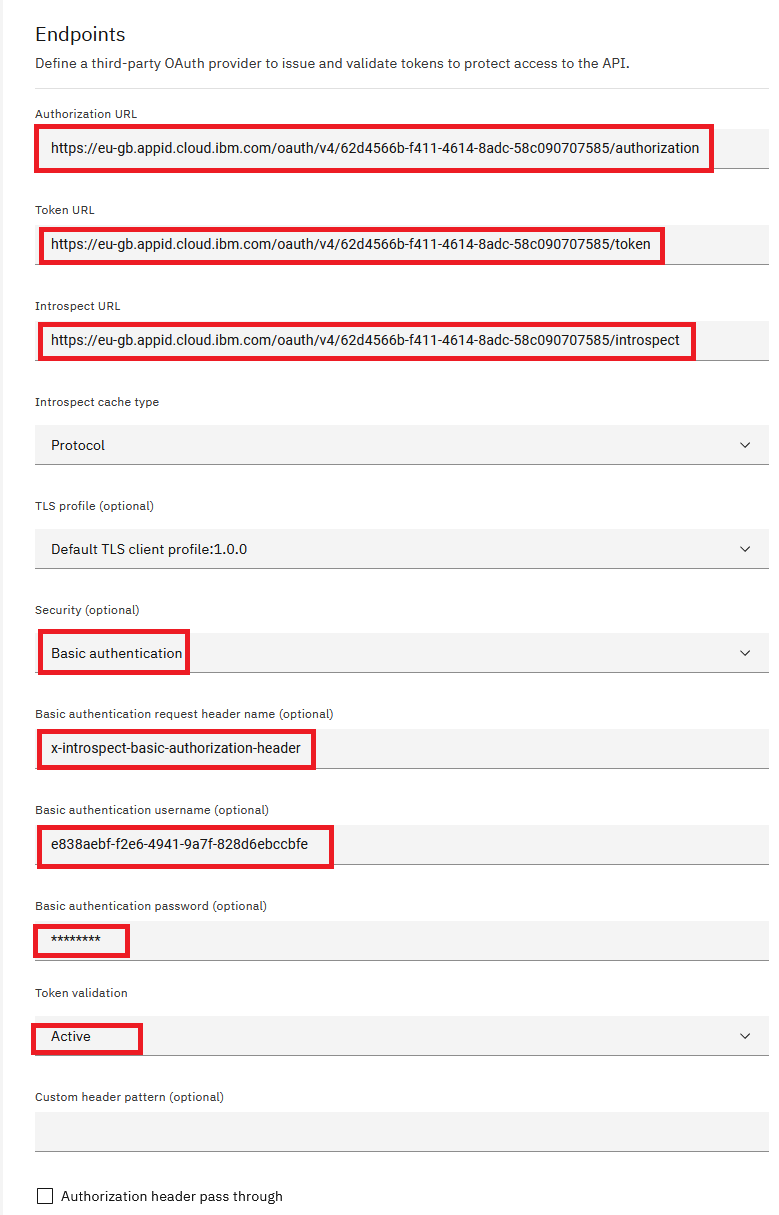 Endpoints
Define a third-party OAuth provider to issue and validate tokens to protect access to the API.
Authorization URL
https://eu-gb.appid.cloud.ibm.com/oauth/v4/62d4566b-f411-4614-8adc-58c090707585/authorization
Token URL
https://eu-gb.appid.cloud.ibm.com/oauth/v4/62d4566b-f411-4614-8adc-58c090707585/token
Introspect URL
https://eu-gb.appid.cloud.ibm.com/oauth/v4/62d4566b-f411-4614-8adc-58c090707585/introspect
Introspect cache type
Protocol
TLS profile (optional)
Default TLS client profile:1.0.0
Security (optional)
Basic authentication
Basic authentication request header name (optional)
x-introspect-basic-authorization-header
Basic authentication username (optional)
e838aebf-f2e6-4941-9a7f-828d6ebccbfe
Basic authentication password (optional)
********
Token validation
Active
Custom header pattern (optional)
Authorization header pass through